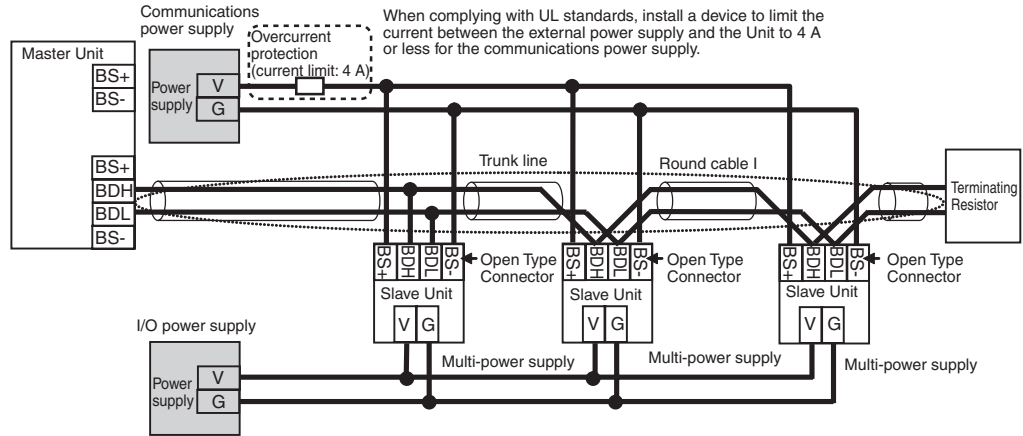 Communications
power supply
When complying with UL standards, install a device to limit the
current between the external power supply and the Unit to 4 A
or less for the communications power supply.
Overcurrent
protection
(current limit: 4 A)
Master Unit
BS+
BS-
Power
supply
V
G
BS+
BDH
BDL
BS-
Trunk line
Round cable I
Terminating
Resistor
BS+
BDH
BDL
BS-
Open Type
Connector
Slave Unit
V
G
BS+
BDH
BDL
BS-
Open Type
Connector
Slave Unit
V
G
BS+
BDH
BDL
BS-
Open Type
Connector
Slave Unit
V
G
I/O power supply
Power
supply
V
G
Multi-power supply
Multi-power supply
Multi-power supply